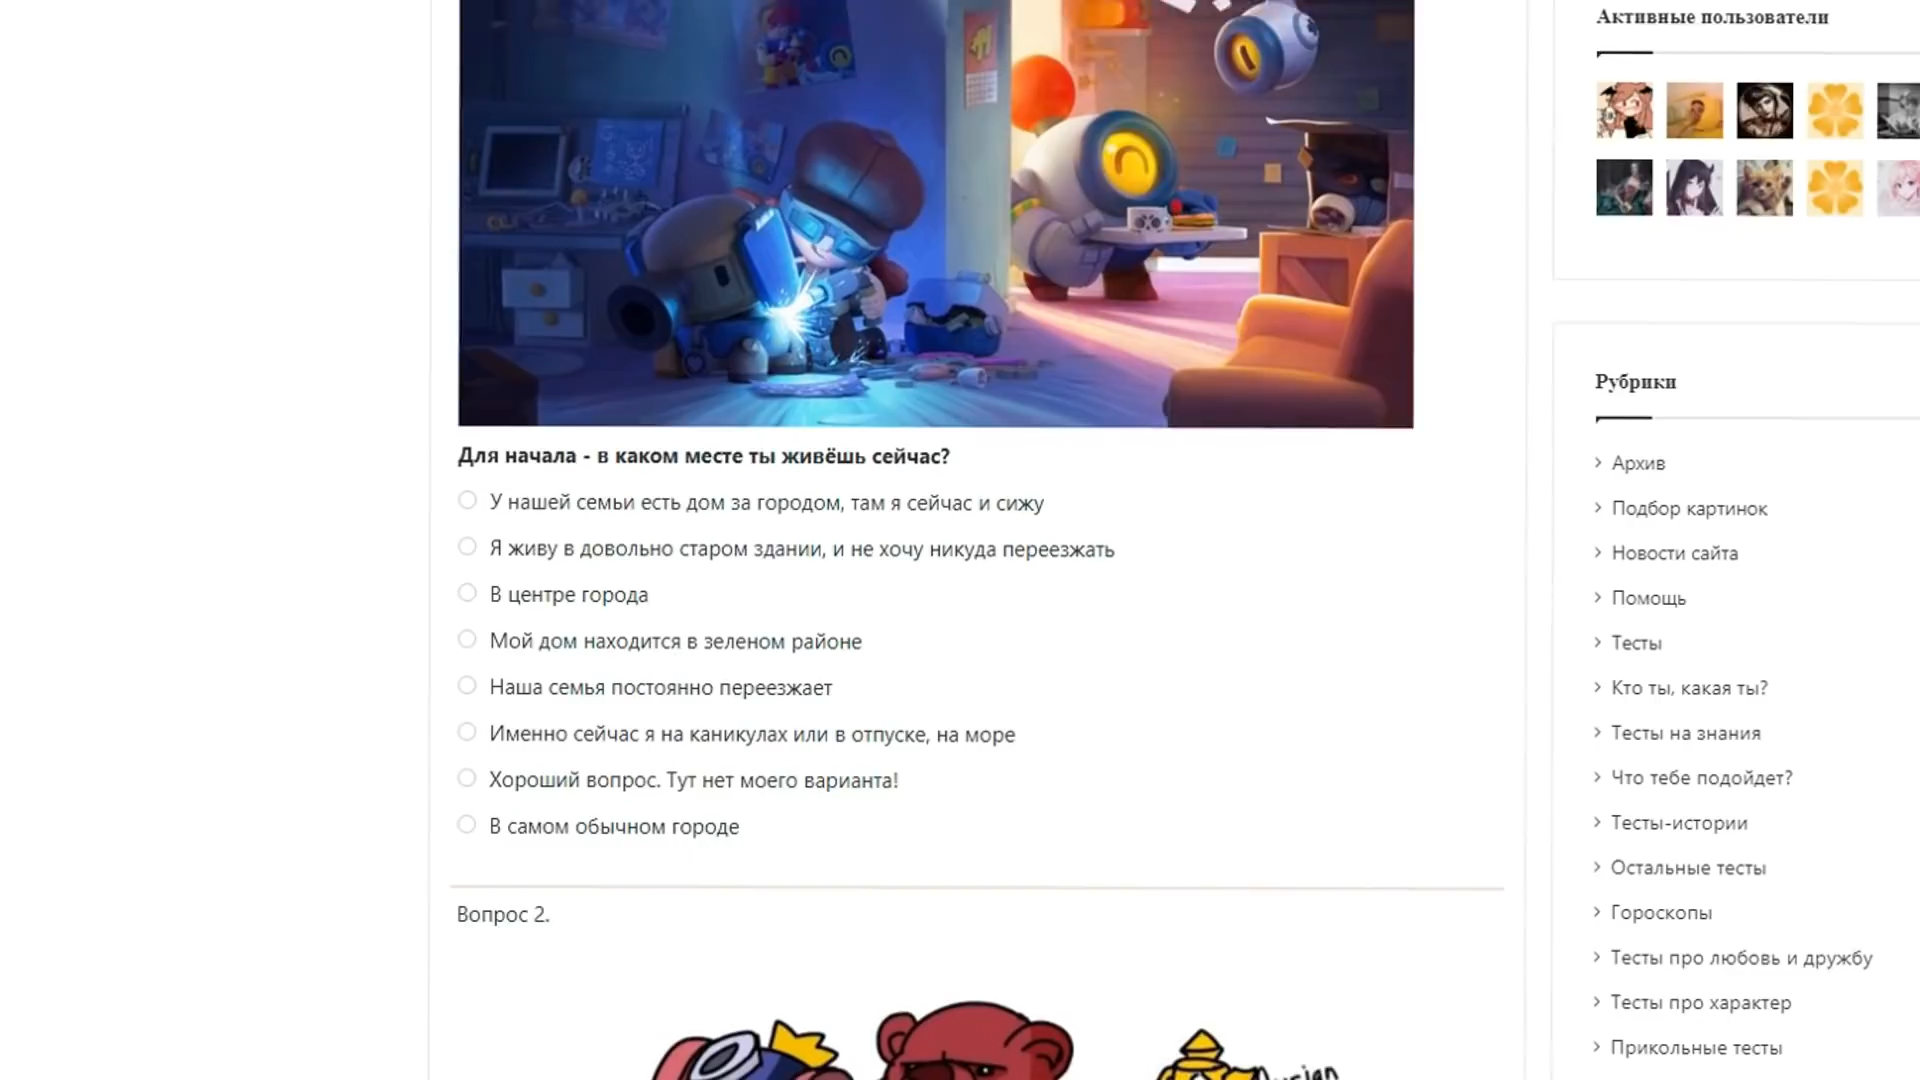 Активные пользователи
Для начала - в каком месте ты живёшь сейчас?
У нашей семьи есть дом за городом, там я сейчас и сижу
Я живу в довольно старом здании, и не хочу никуда переезжать
В центре города
Мой дом находится в зеленом районе
Наша семья постоянно переезжает
Именно сейчас я на каникулах или в отпуске, на море
Хороший вопрос. Тут нет моего варианта!
В самом обычном городе
Вопрос 2.
Рубрики
Архив
Подбор картинок
Новости сайта
Помощь
Тесты
Кто ты, какая ты?
Тесты на знания
Что тебе подойдет?
Тесты-истории
Остальные тесты
Гороскопы
Тесты про любовь и дружбу
Тесты про характер
Прикольные тесты